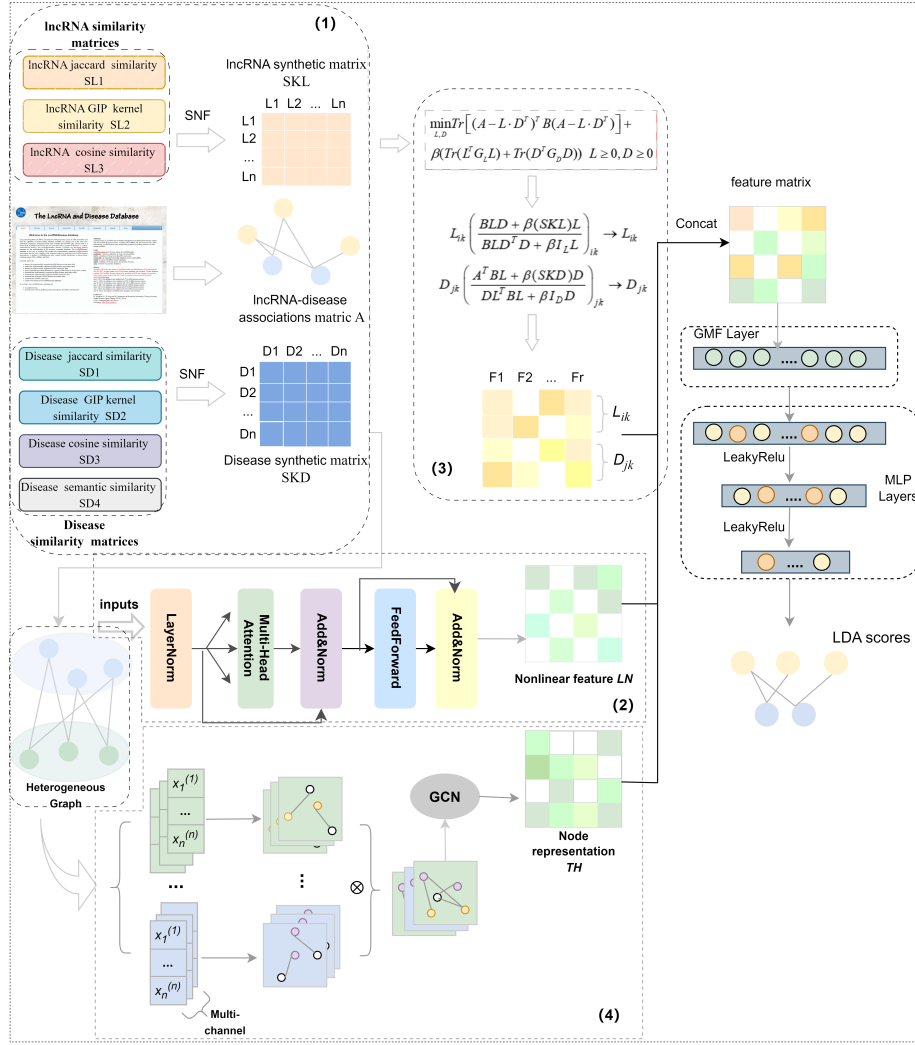 (1)
lncRNA similarity
matrices
lncRNA jaccard similarity
SL1
lncRNA GIP kernel
similarity SL2
lncRNA cosine similarity
SL3
SNF
lncRNA synthetic matrix
SKL
L1 L2 ... Ln
L1
L2
...
Ln
The LncRNA and Disease Database
lncRNA-disease
associations matric A
Disease jaccard similarity
SD1
Disease GIP kernel
similarity SD2
Disease cosine similarity
SD3
Disease semantic similarity
SD4
Disease
similarity matrices
SNF
D1 D2 ... Dn
D1
D2
...
Dn
Disease synthetic matrix
SKD
min Tr[(A − L·D^T)^T B(A − L·D^T)] +
L,D
β(Tr(L^T G_L L) + Tr(D^T G_D D)) L ≥ 0, D ≥ 0
L_ik ( (BLD + β(SKL)L) / (BLD^T D + βI_L L) )_ik → L_ik
D_jk ( (A^T BL + β(SKD)D) / (DL^T BL + βI_D D) )_jk → D_jk
F1 F2 ... Fr
L_ik
D_jk
(3)
feature matrix
Concat
GMF Layer
....
....
LeakyRelu
MLP
Layers
....
LeakyRelu
....
LDA scores
inputs
LayerNorm
Multi-Head
Attention
Add&Norm
FeedForward
Add&Norm
Nonlinear feature LN
(2)
Heterogeneous
Graph
x_1^(1)
...
x_n^(n)
...
x_1^(1)
...
x_n^(n)
Multi-
channel
...
⊗
GCN
Node
representation
TH
(4)